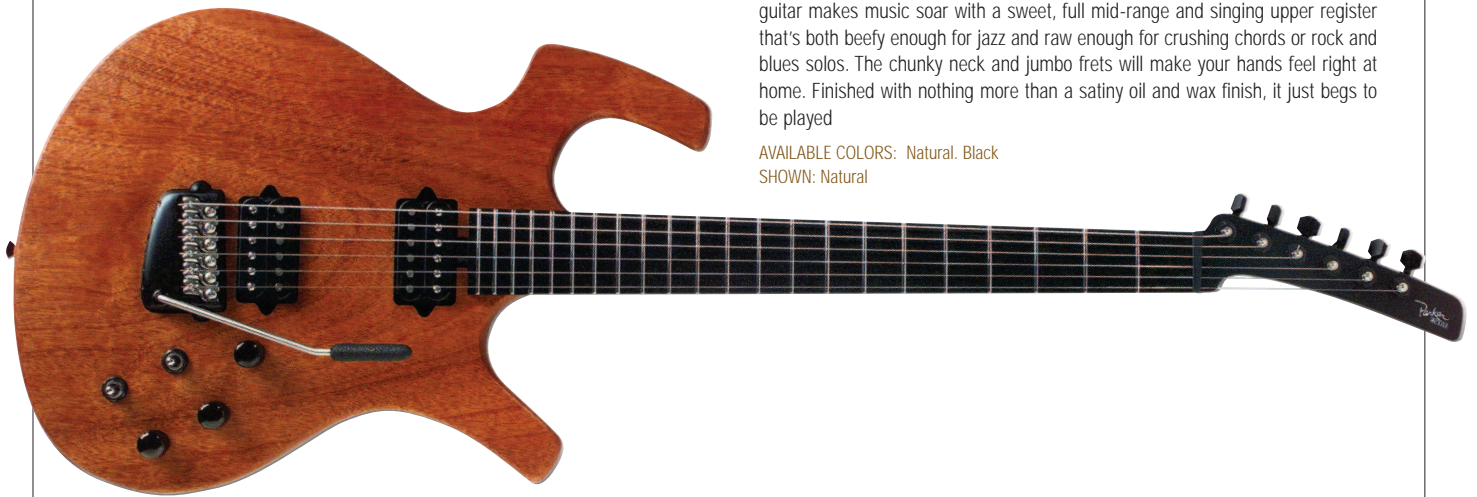 guitar makes music soar with a sweet, full mid-range and singing upper register
that's both beefy enough for jazz and raw enough for crushing chords or rock and
blues solos. The chunky neck and jumbo frets will make your hands feel right at
home. Finished with nothing more than a satiny oil and wax finish, it just begs to
be played
AVAILABLE COLORS:  Natural. Black
SHOWN: Natural
Parker